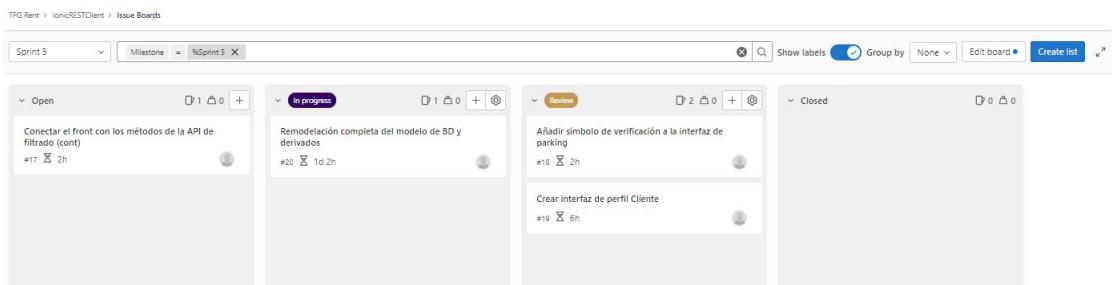 TFG Rent > IonicRESTClient > Issue Boards
Sprint 5
Milestone = %Sprint 5 X
Show labels
Group by
None
Edit board
Create list
Open 1 0 +
Conectar el front con los métodos de la API de
filtrado (cont)
#17 2h
In progress 1 0 +
Remodelación completa del modelo de BD y
derivados
#20 1d 2h
Review 2 0 +
Añadir símbolo de verificación a la interfaz de
parking
#18 2h
Crear interfaz de perfil Cliente
#19 6h
Closed 0 0